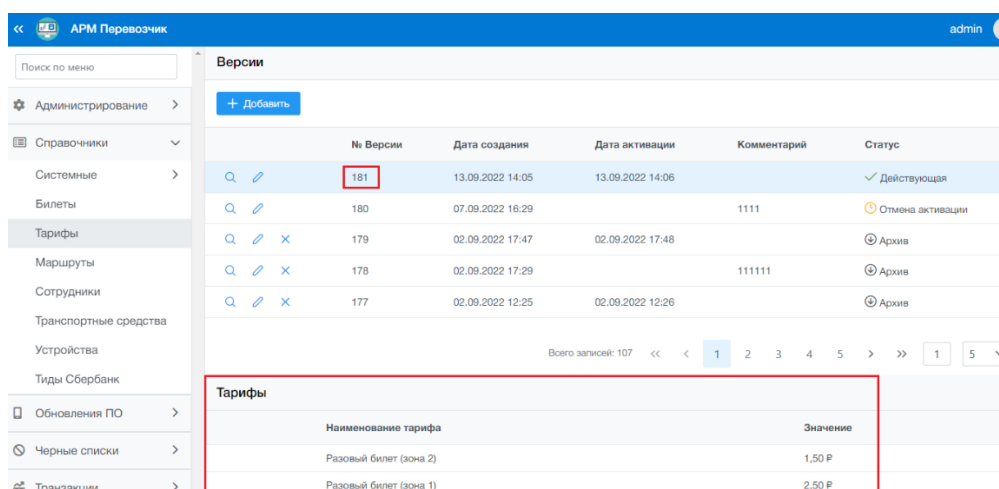 АРМ Перевозчик
admin
Поиск по меню
Администрирование
Справочники
Системные
Билеты
Тарифы
Маршруты
Сотрудники
Транспортные средства
Устройства
Тиды Сбербанк
Обновления ПО
Черные списки
Транзакции
Версии
+ Добавить
№ Версии Дата создания Дата активации Комментарий Статус
181 13.09.2022 14:05 13.09.2022 14:06 Действующая
180 07.09.2022 16:29 1111 Отмена активации
179 02.09.2022 17:47 02.09.2022 17:48 Архив
178 02.09.2022 17:29 111111 Архив
177 02.09.2022 12:25 02.09.2022 12:26 Архив
Всего записей: 107 << < 1 2 3 4 5 > >> 1 5
Тарифы
Наименование тарифа Значение
Разовый билет (зона 2) 1,50 ₽
Разовый билет (зона 1) 2,50 ₽